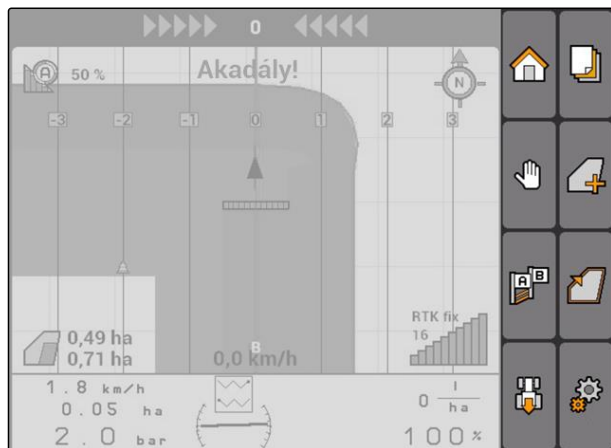 0
50 %
Akadály!
N
-3 -2 -1 0 1 2 3
A B
0,49 ha
0,71 ha
B
0,0 km/h
RTK fix
16
1.8 km/h
0.05 ha
2.0 bar
0 l/ha
100 %